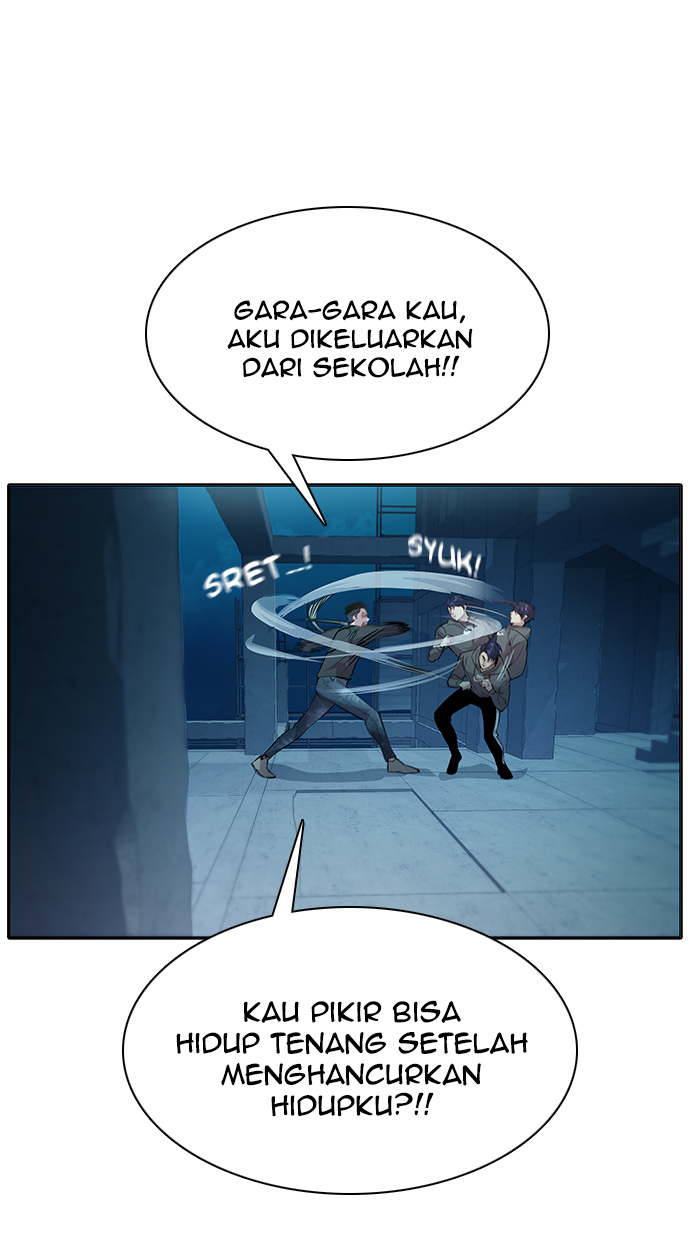 GARA-GARA KAU,
AKU DIKELUARKAN
DARI SEKOLAH!!
SRET...!
SYUK!
KAU PIKIR BISA
HIDUP TENANG SETELAH
MENGHANCURKAN
HIDUPKU?!!